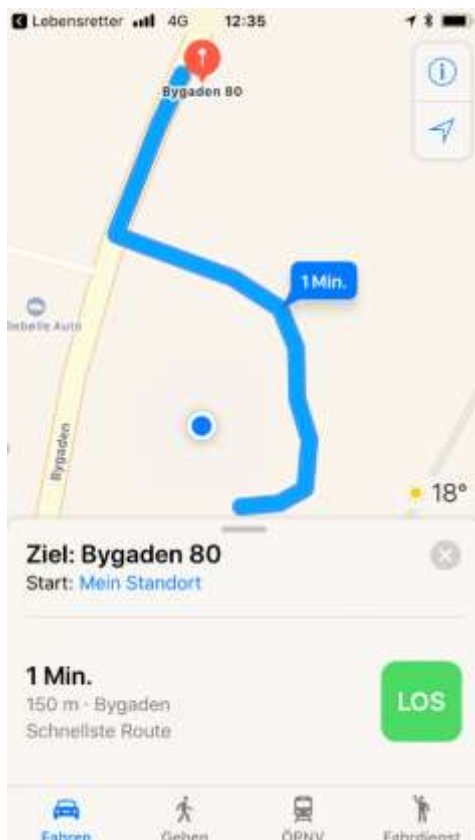 Lebensretter 4G 12:35
Bygaden 80
1 Min.
Auto
Bygaden
18°
Ziel: Bygaden 80
Start: Mein Standort
1 Min.
150 m · Bygaden
Schnellste Route
LOS
Fahren Gehen ÖPNV Fahrdienst